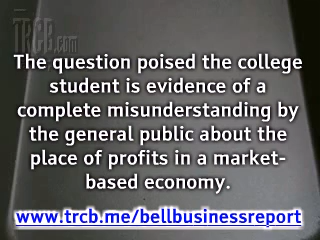 TRCB.com
The question poised the college
student is evidence of a
complete misunderstanding by
the general public about the
place of profits in a market-
based economy.
www.trcb.me/bellbusinessreport